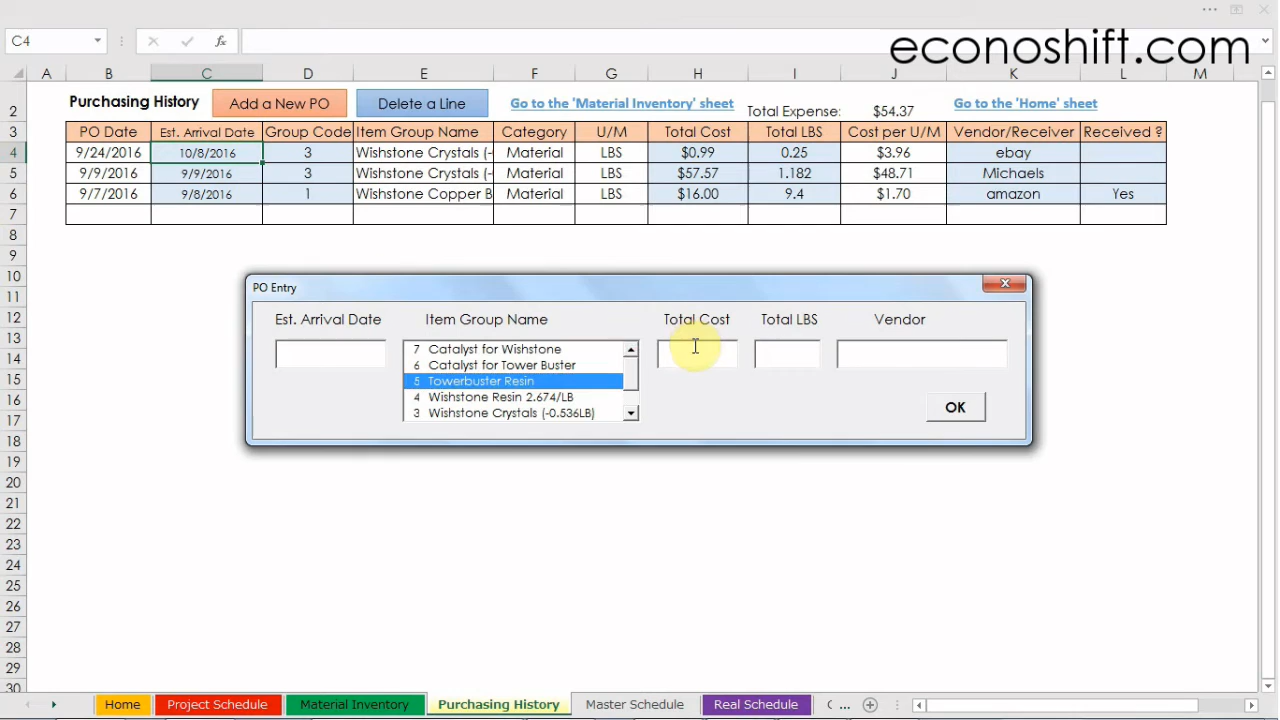 C4
fx
econoshift.com
A B C D E F G H I J K L M
2 Purchasing History Add a New PO Delete a Line Go to the 'Material Inventory' sheet Total Expense: $54.37 Go to the 'Home' sheet
3 PO Date Est. Arrival Date Group Code Item Group Name Category U/M Total Cost Total LBS Cost per U/M Vendor/Receiver Received ?
4 9/24/2016 10/8/2016 3 Wishstone Crystals (- Material LBS $0.99 0.25 $3.96 ebay
5 9/9/2016 9/9/2016 3 Wishstone Crystals (- Material LBS $57.57 1.182 $48.71 Michaels
6 9/7/2016 9/8/2016 1 Wishstone Copper B Material LBS $16.00 9.4 $1.70 amazon Yes
7
8
9
10
11
12
13
14
15
16
17
18
19
20
21
22
23
24
25
26
27
28
29
30
PO Entry
Est. Arrival Date Item Group Name Total Cost Total LBS Vendor
7 Catalyst for Wishstone
6 Catalyst for Tower Buster
5 Towerbuster Resin
4 Wishstone Resin 2.674/LB
3 Wishstone Crystals (-0.536LB)
OK
Home Project Schedule Material Inventory Purchasing History Master Schedule Real Schedule C ...